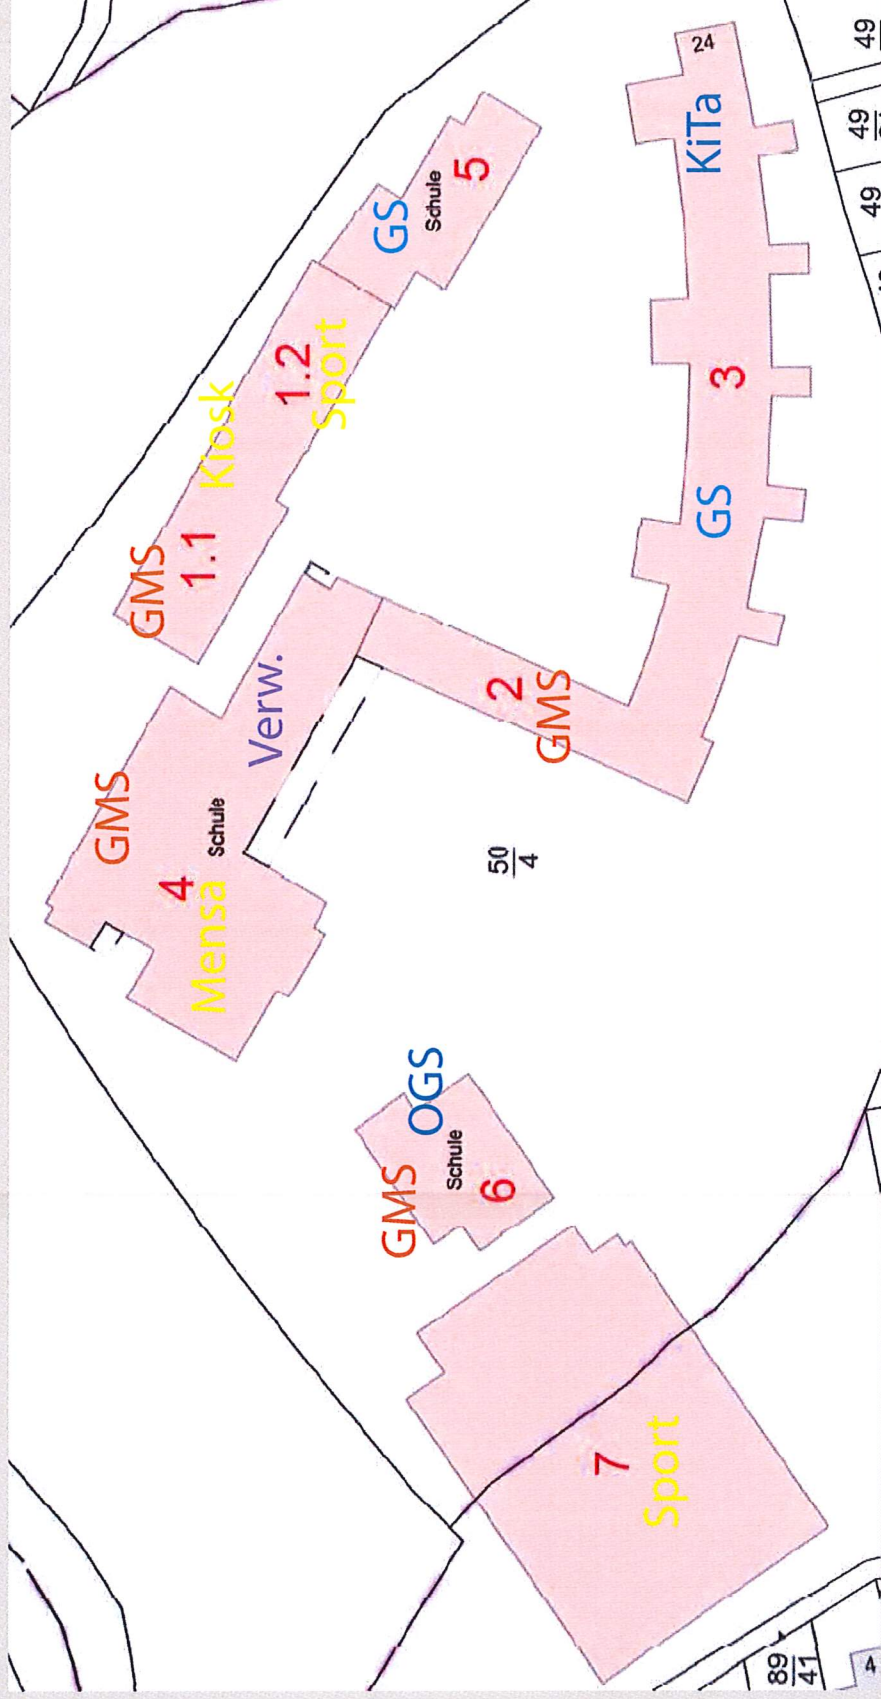 GMS
4
Mensa
Schule
Verw.
GMS
1.1
Kiosk
1.2
Sport
GS
Schule
5
GMS
OGS
Schule
6
50
4
2
GMS
7
Sport
GS
3
KiTa
24
49
49
49
89
41
4